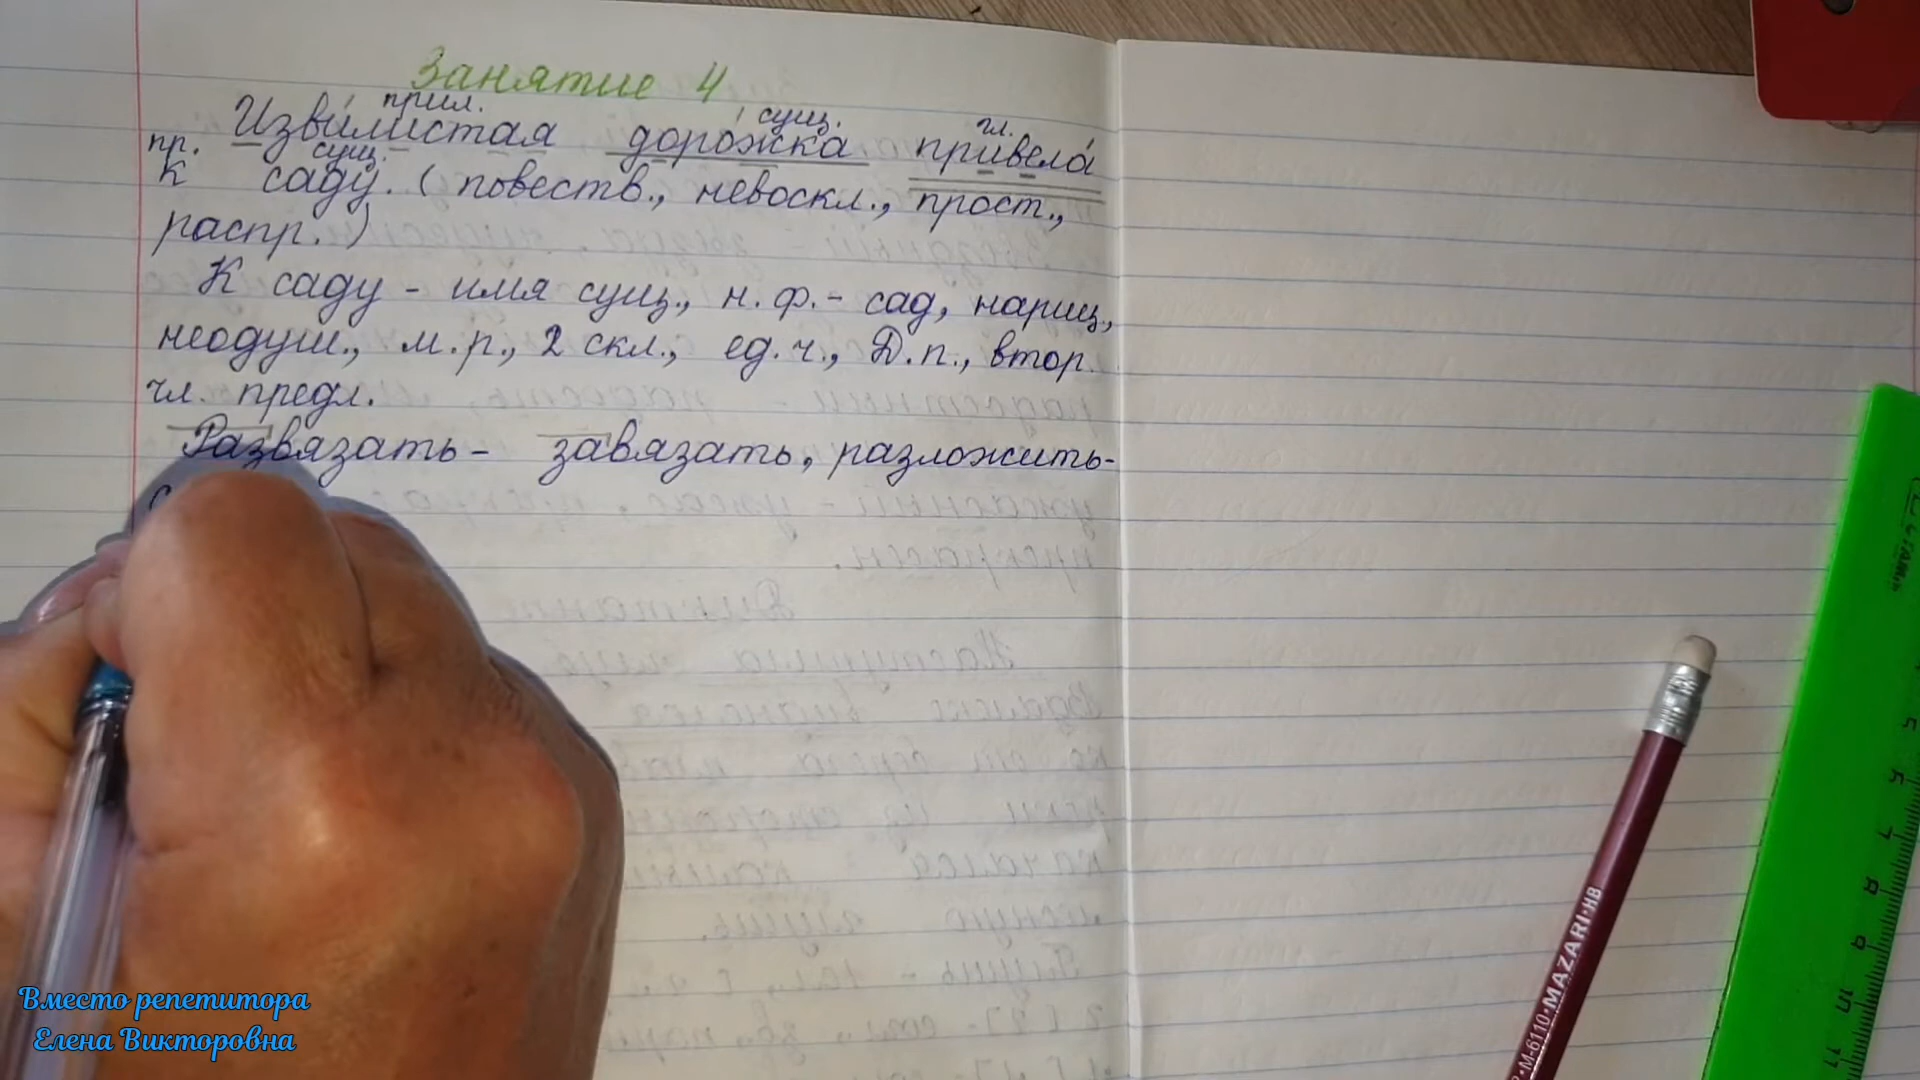 Занятие 4
прил. сущ. гл.
Извилистая дорожка привела
пр. сущ.
к саду. (повеств., невоскл., прост.,
распр.)
К саду - имя сущ., н. ф. - сад, нариц.,
неодуш., м. р., 2 скл., ед. ч., Д. п., втор.
чл. предл.
Развязать - завязать, разложить-
с
M-6110 • MAZARI • HB
Вместо репетитора
Елена Викторовна